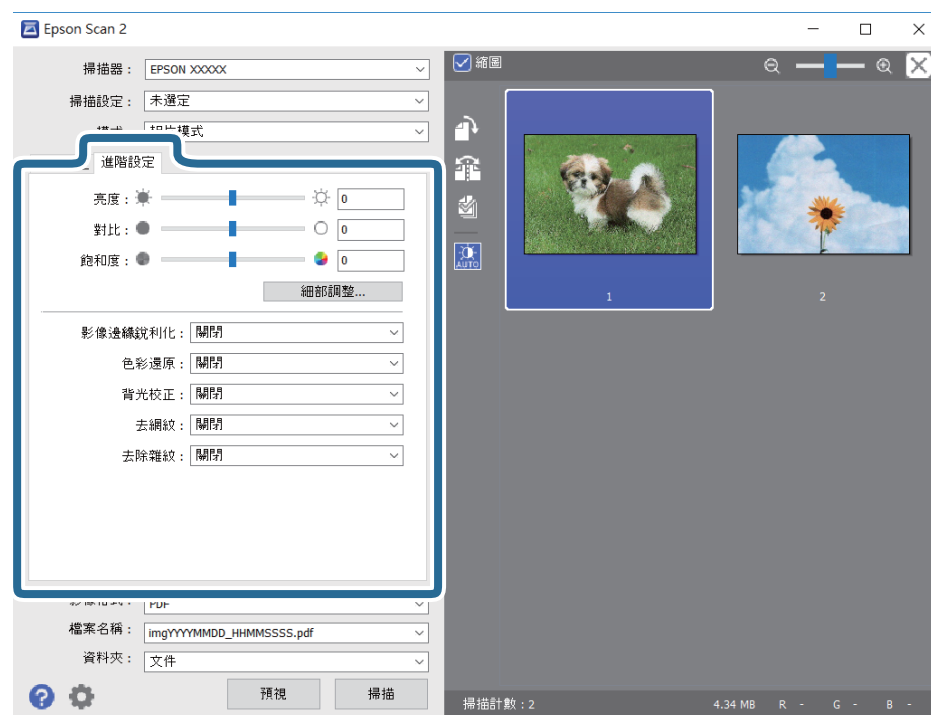 Epson Scan 2
掃描器： EPSON XXXXX
掃描設定： 未選定
進階設定
亮度： 0
對比： 0
飽和度： 0
細部調整...
影像邊緣銳利化： 關閉
色彩還原： 關閉
背光校正： 關閉
去網紋： 關閉
去除雜紋： 關閉
PDF
檔案名稱： imgYYYYMMDD_HHMMSSSS.pdf
資料夾： 文件
預視 掃描
縮圖
AUTO
1 2
掃描計數：2 4.34 MB R - G - B -